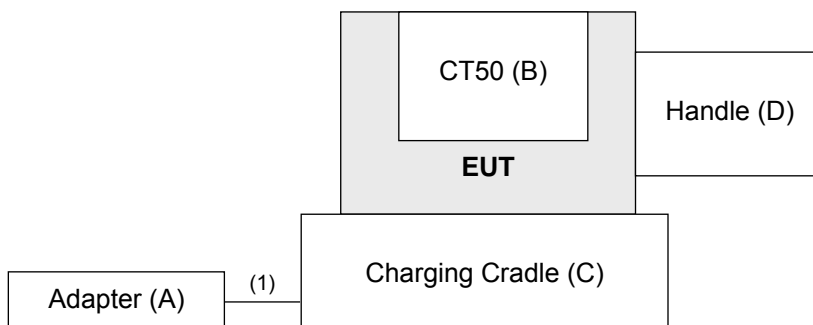 CT50 (B)
Handle (D)
EUT
Charging Cradle (C)
(1)
Adapter (A)